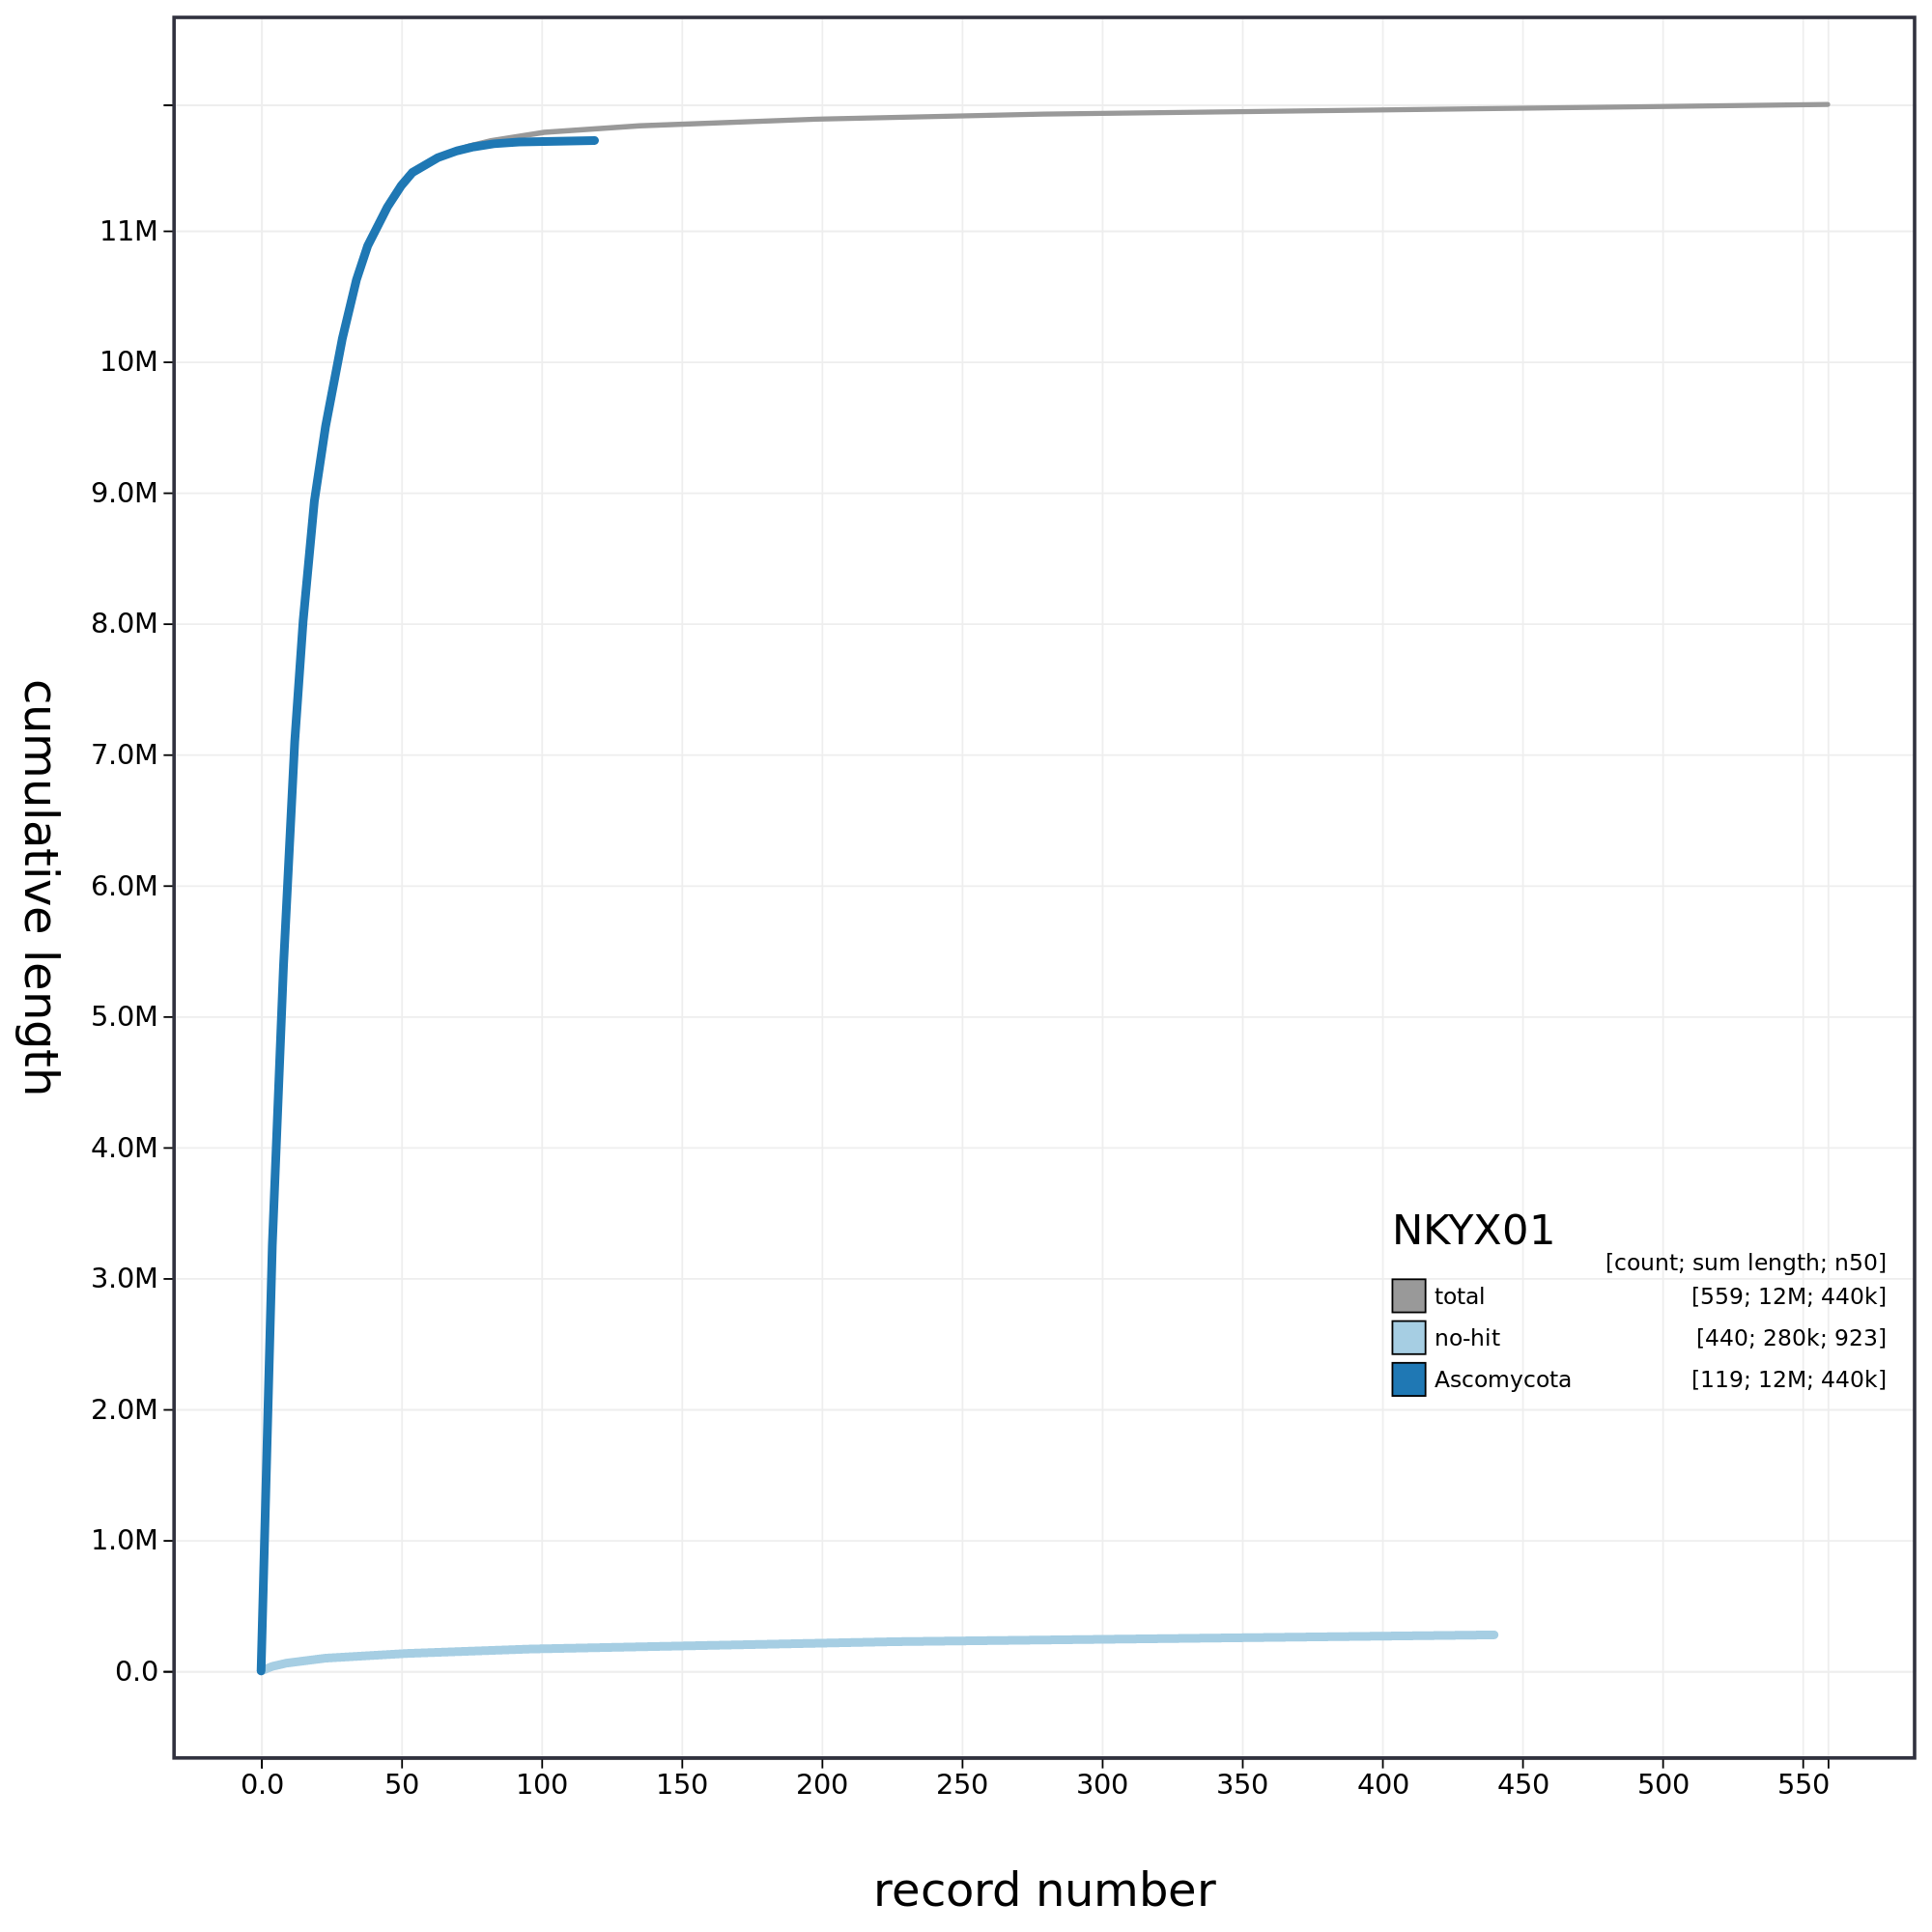 11M
10M
9.0M
8.0M
7.0M
6.0M
5.0M
4.0M
3.0M
2.0M
1.0M
0.0
cumulative length
NKYX01
[count; sum length; n50]
total [559; 12M; 440k]
no-hit [440; 280k; 923]
Ascomycota [119; 12M; 440k]
0.0 50 100 150 200 250 300 350 400 450 500 550
record number